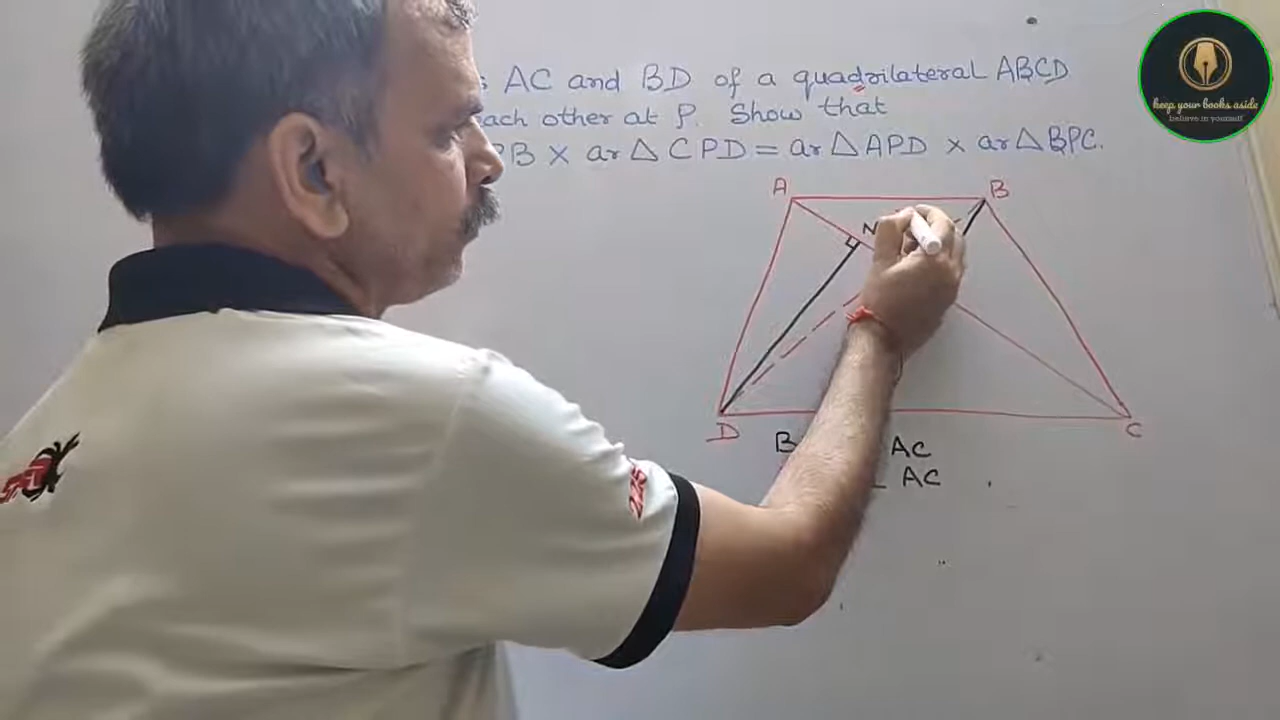 AC and BD of a quadrilateral ABCD
each other at P. Show that
PB × ar △ CPD = ar △ APD × ar △ BPC.
A
B
N
D
C
B AC
AC
keep your books aside
believe in yourself
225